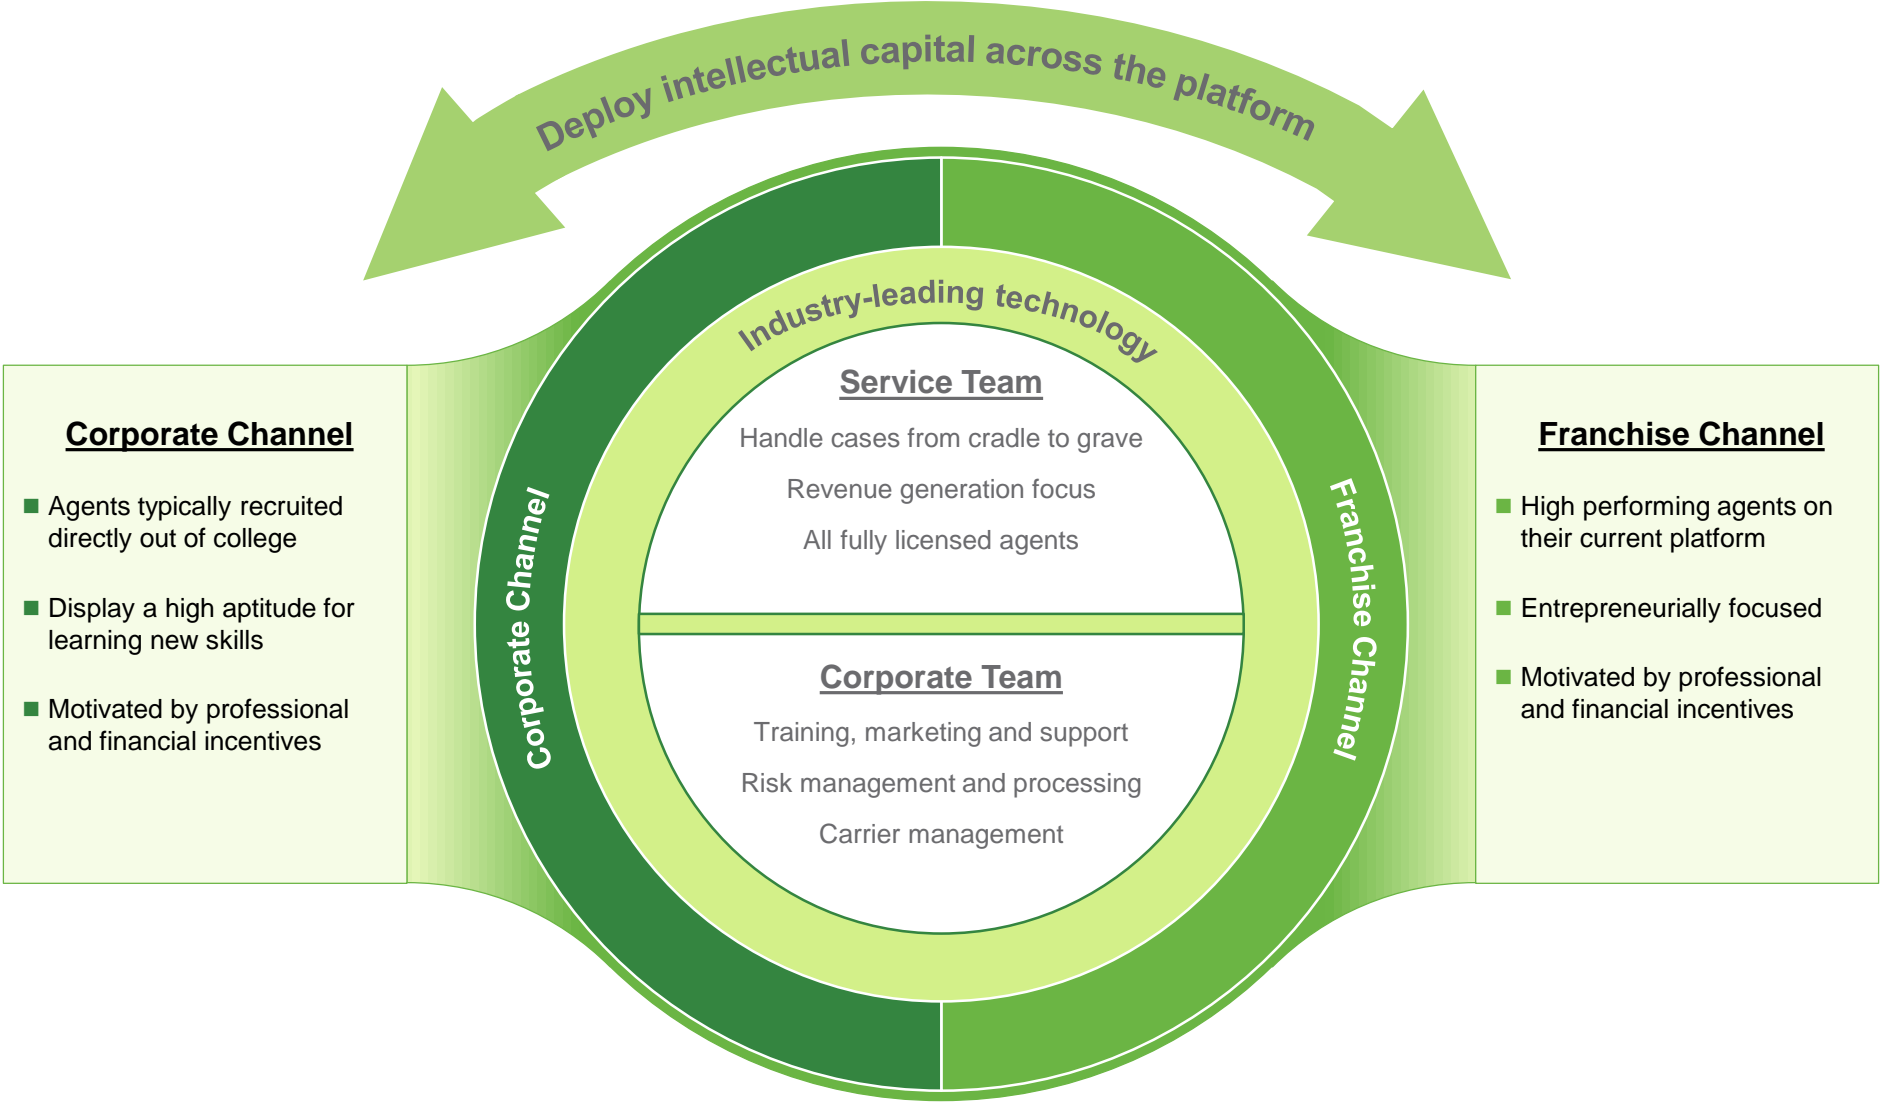 Deploy intellectual capital across the platform
Industry-leading technology
Corporate Channel
Agents typically recruited
directly out of college
Display a high aptitude for
learning new skills
Motivated by professional
and financial incentives
Corporate Channel
Service Team
Handle cases from cradle to grave
Revenue generation focus
All fully licensed agents
Corporate Team
Training, marketing and support
Risk management and processing
Carrier management
Franchise Channel
Franchise Channel
High performing agents on
their current platform
Entrepreneurially focused
Motivated by professional
and financial incentives